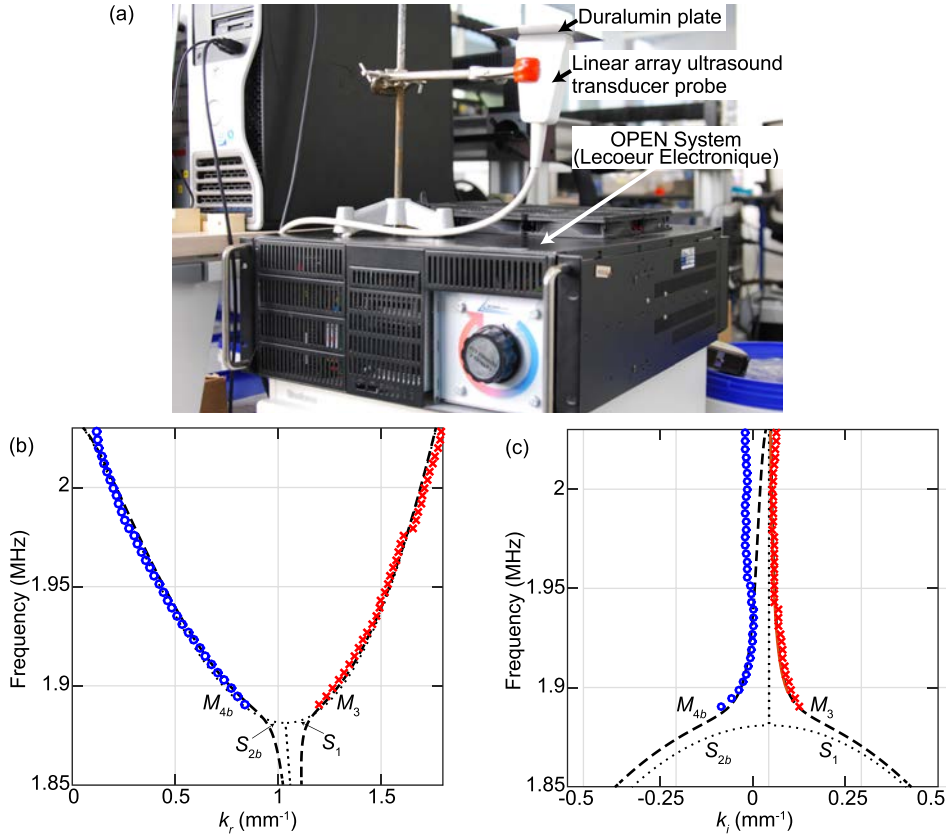 (a)
Duralumin plate
Linear array ultrasound
transducer probe
OPEN System
(Lecoeur Electronique)
(b)
Frequency (MHz)
2
1.95
1.9
1.85
0
0.5
1
1.5
kᵣ (mm⁻¹)
M₄b
M₃
S₂b
S₁
(c)
Frequency (MHz)
2
1.95
1.9
1.85
-0.5
-0.25
0
0.25
0.5
kᵢ (mm⁻¹)
M₄b
M₃
S₂b
S₁